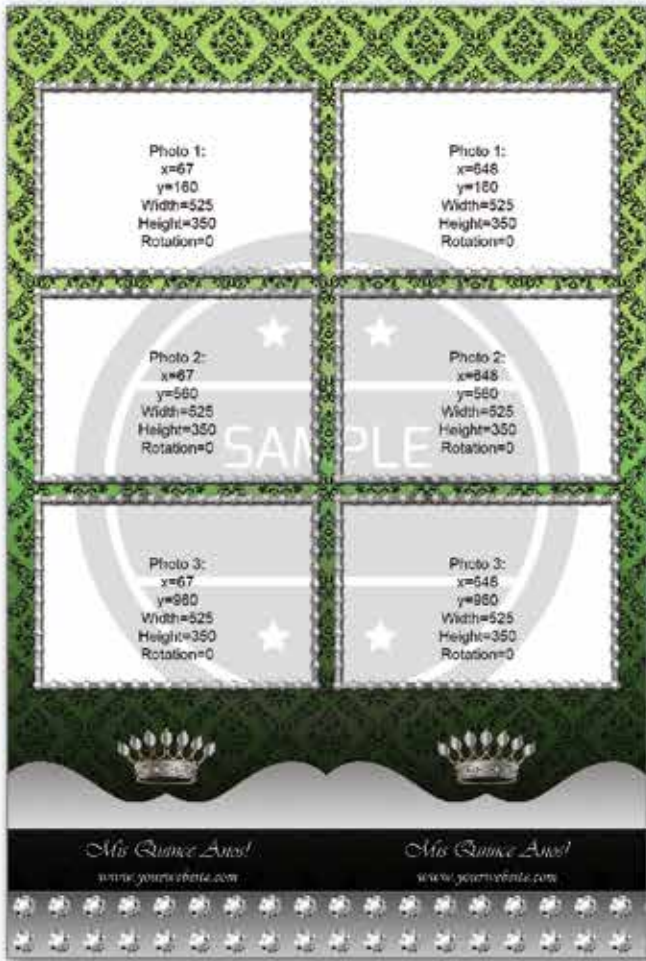 Photo 1:
x=67
y=160
Width=525
Height=350
Rotation=0
Photo 1:
x=648
y=160
Width=525
Height=350
Rotation=0
Photo 2:
x=67
y=560
Width=525
Height=350
Rotation=0
Photo 2:
x=648
y=560
Width=525
Height=350
Rotation=0
SAMPLE
Photo 3:
x=67
y=960
Width=525
Height=350
Rotation=0
Photo 3:
x=648
y=960
Width=525
Height=350
Rotation=0
Mis Quince Anos!
www.yourwebsite.com
Mis Quince Anos!
www.yourwebsite.com